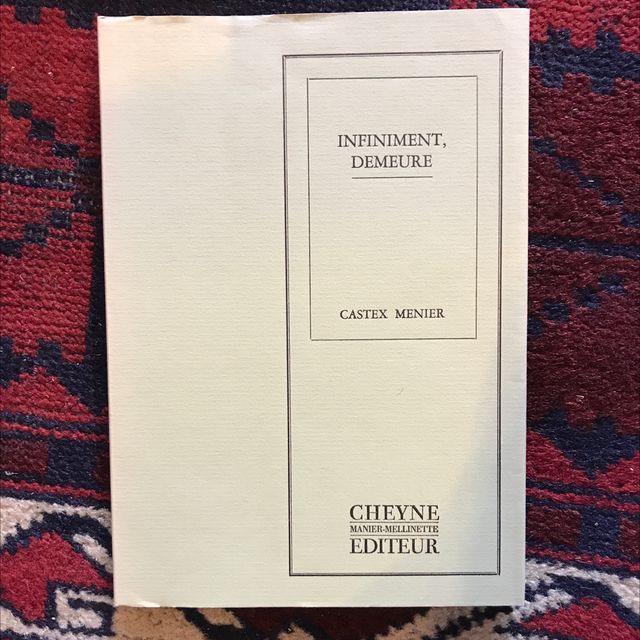 INFINIMENT,
DEMEURE
CASTEX MENIER
CHEYNE
MANIER-MELLINETTE
EDITEUR